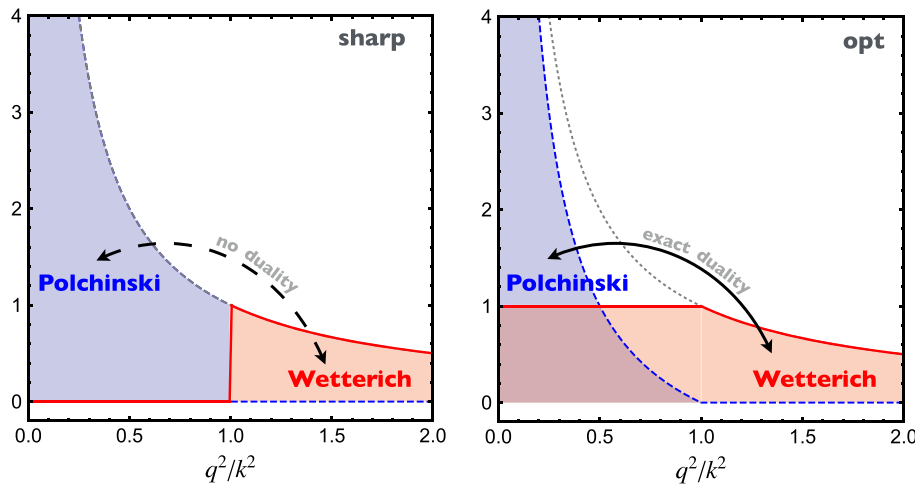 sharp
4
3
2
1
0
no duality
Polchinski
Wetterich
0.0 0.5 1.0 1.5 2.0
q²/k²
opt
4
3
2
1
0
exact duality
Polchinski
Wetterich
0.0 0.5 1.0 1.5 2.0
q²/k²